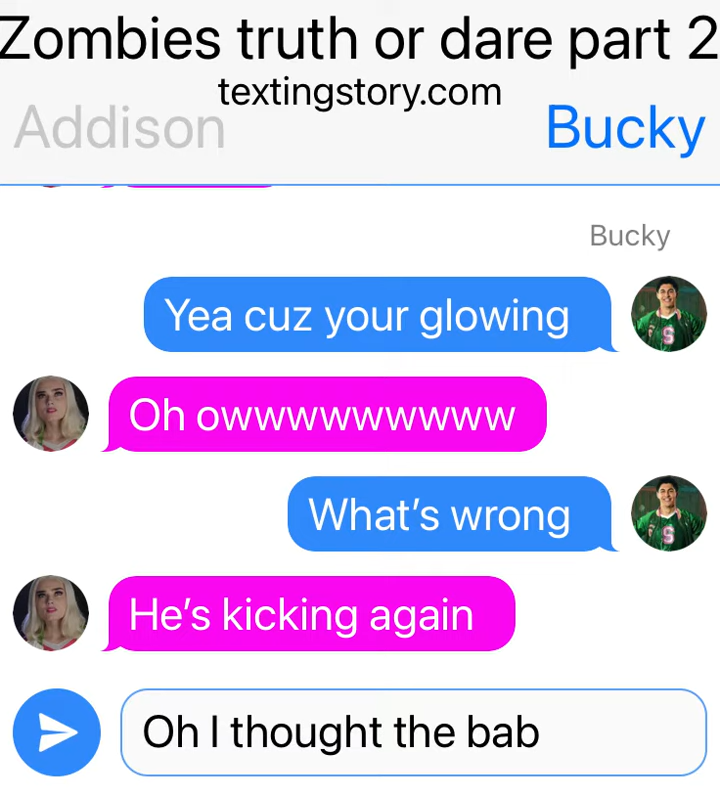 Zombies truth or dare part 2
textingstory.com
Addison
Bucky
Bucky
Yea cuz your glowing
Oh owwwwwwwww
What's wrong
He's kicking again
Oh I thought the bab